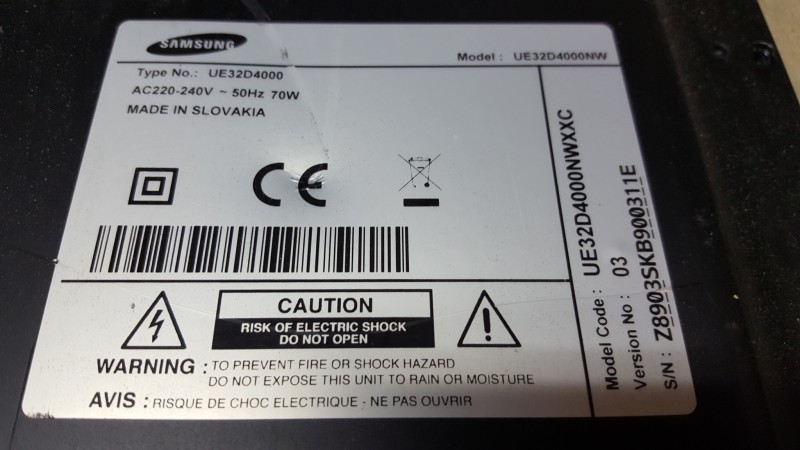 SAMSUNG
Model : UE32D4000NW
Type No.: UE32D4000
AC220-240V ~ 50Hz 70W
MADE IN SLOVAKIA
CE
CAUTION
RISK OF ELECTRIC SHOCK
DO NOT OPEN
WARNING : TO PREVENT FIRE OR SHOCK HAZARD
DO NOT EXPOSE THIS UNIT TO RAIN OR MOISTURE
AVIS : RISQUE DE CHOC ELECTRIQUE - NE PAS OUVRIR
Model Code : UE32D4000NWXXC
Version No : 03
S/N : Z8903SKB900311E